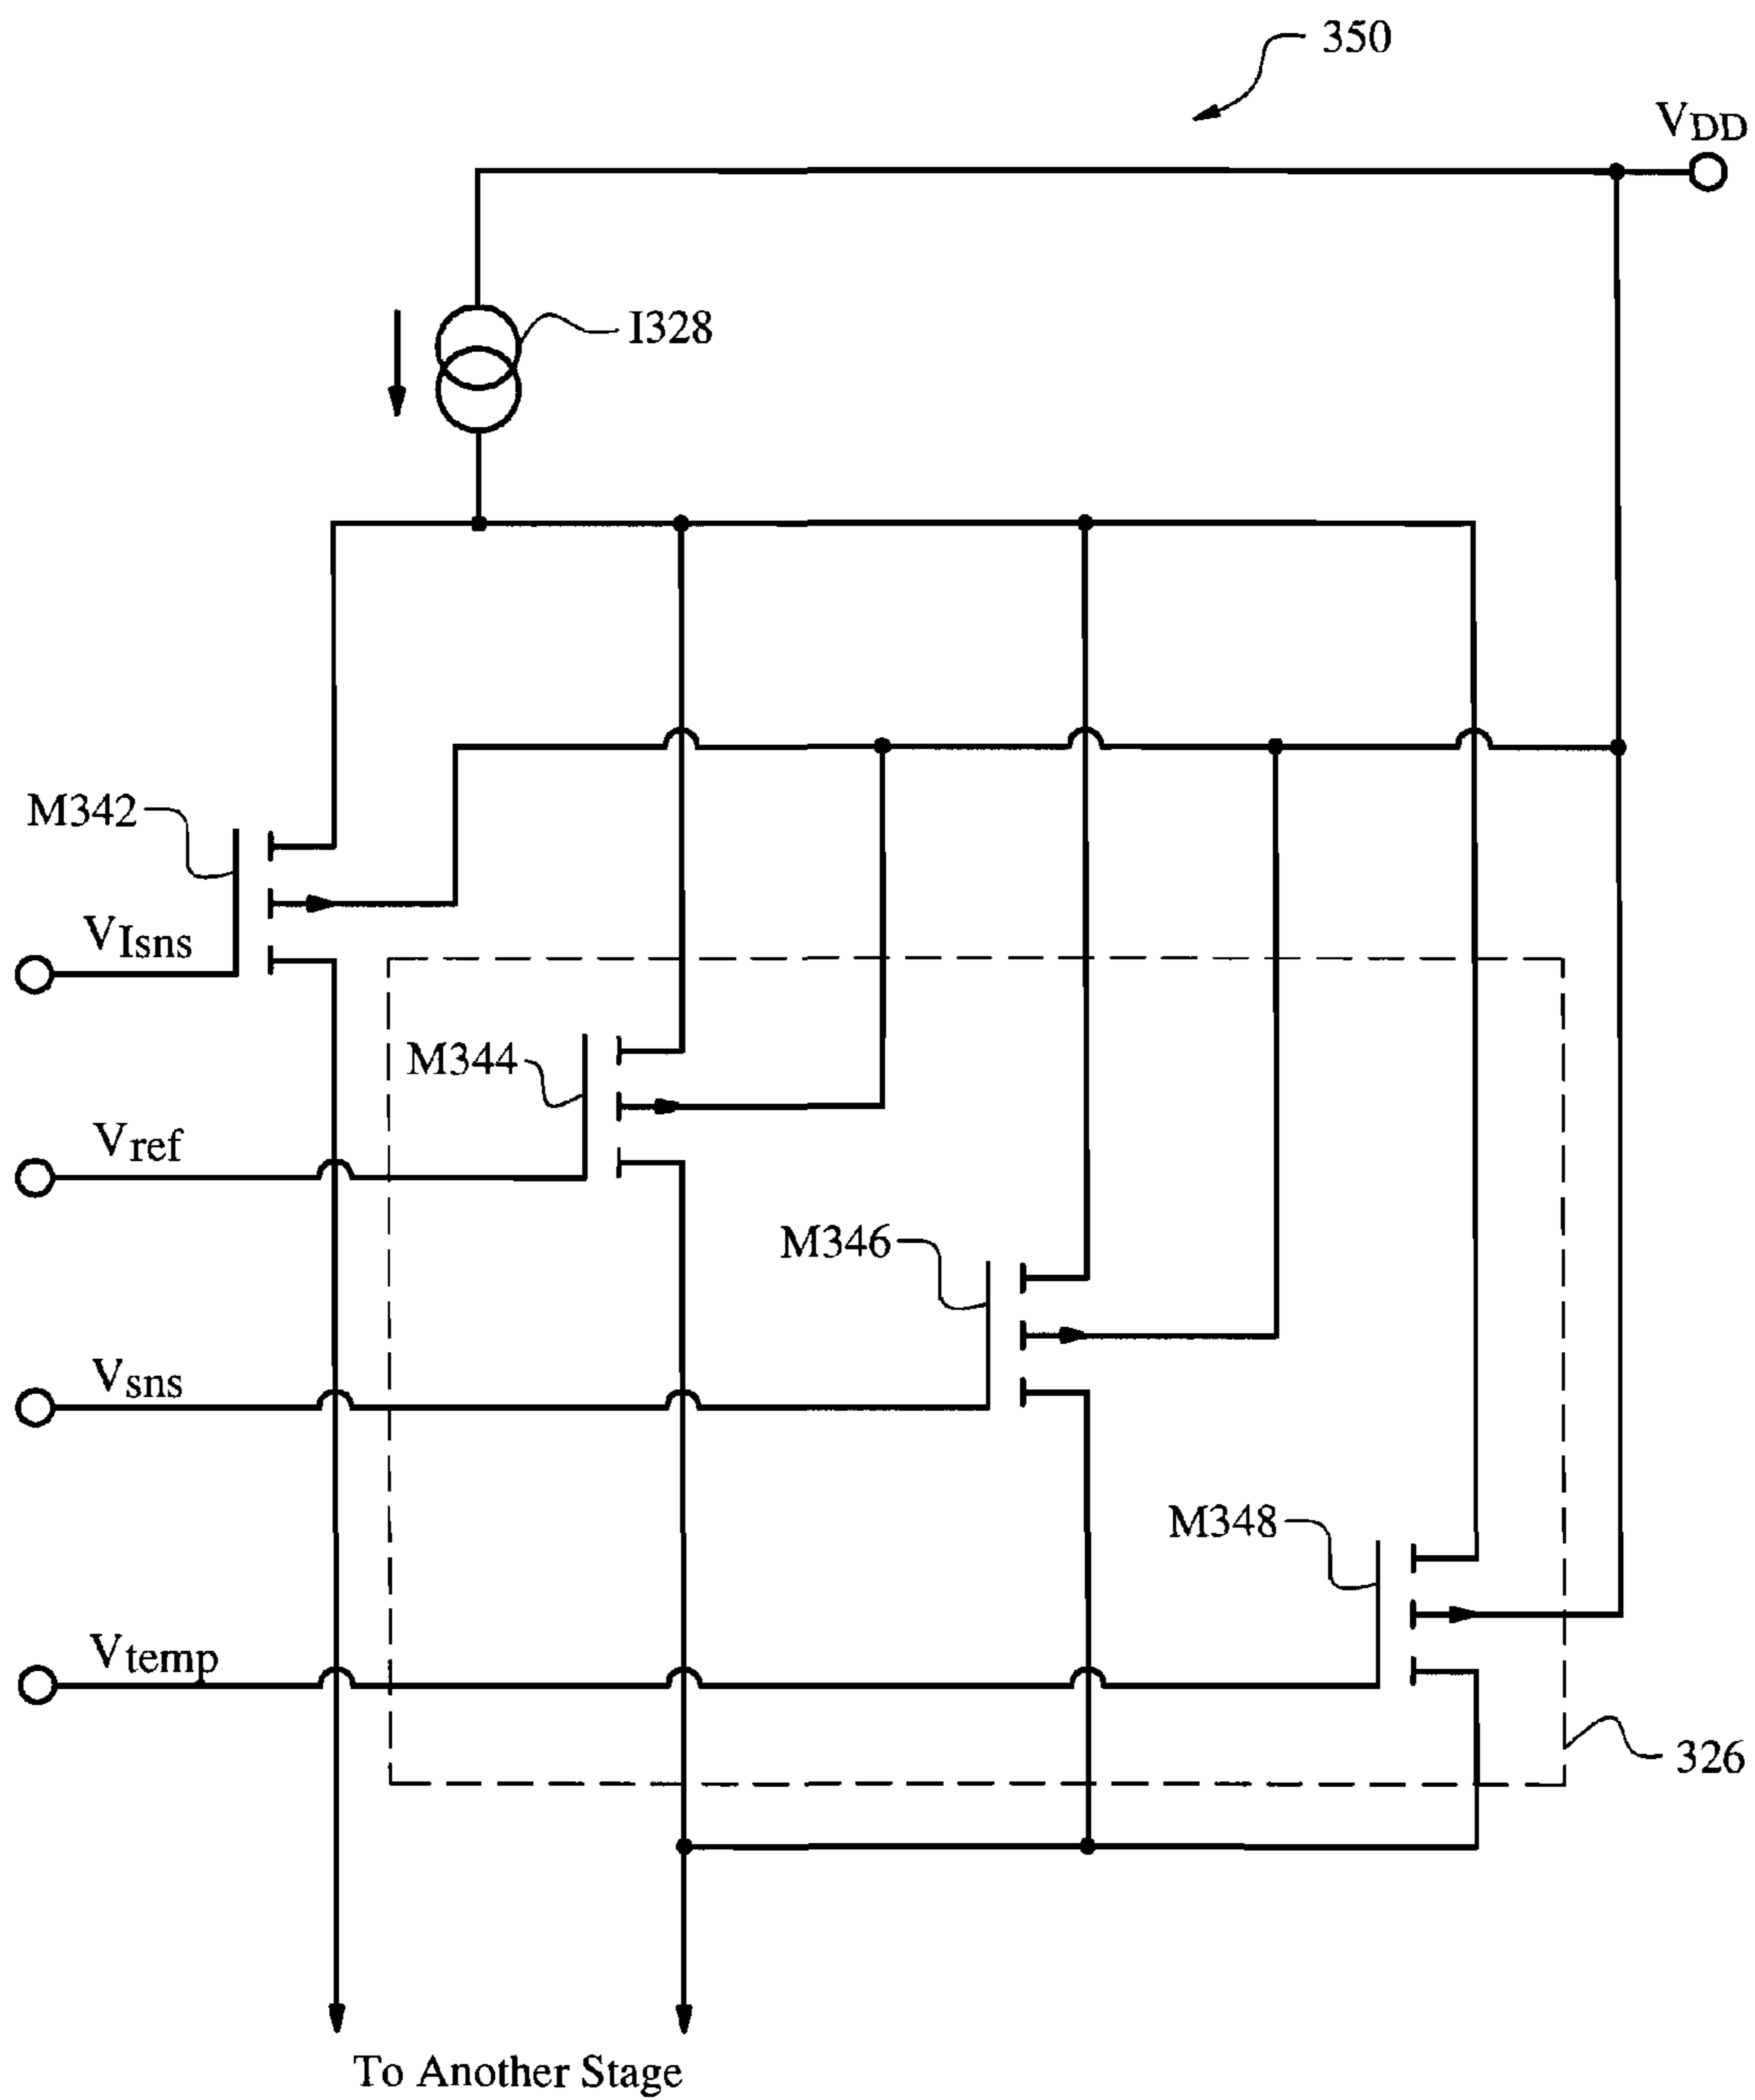 350
VDD
I328
M342
VIsns
M344
Vref
M346
Vsns
M348
Vtemp
326
To Another Stage